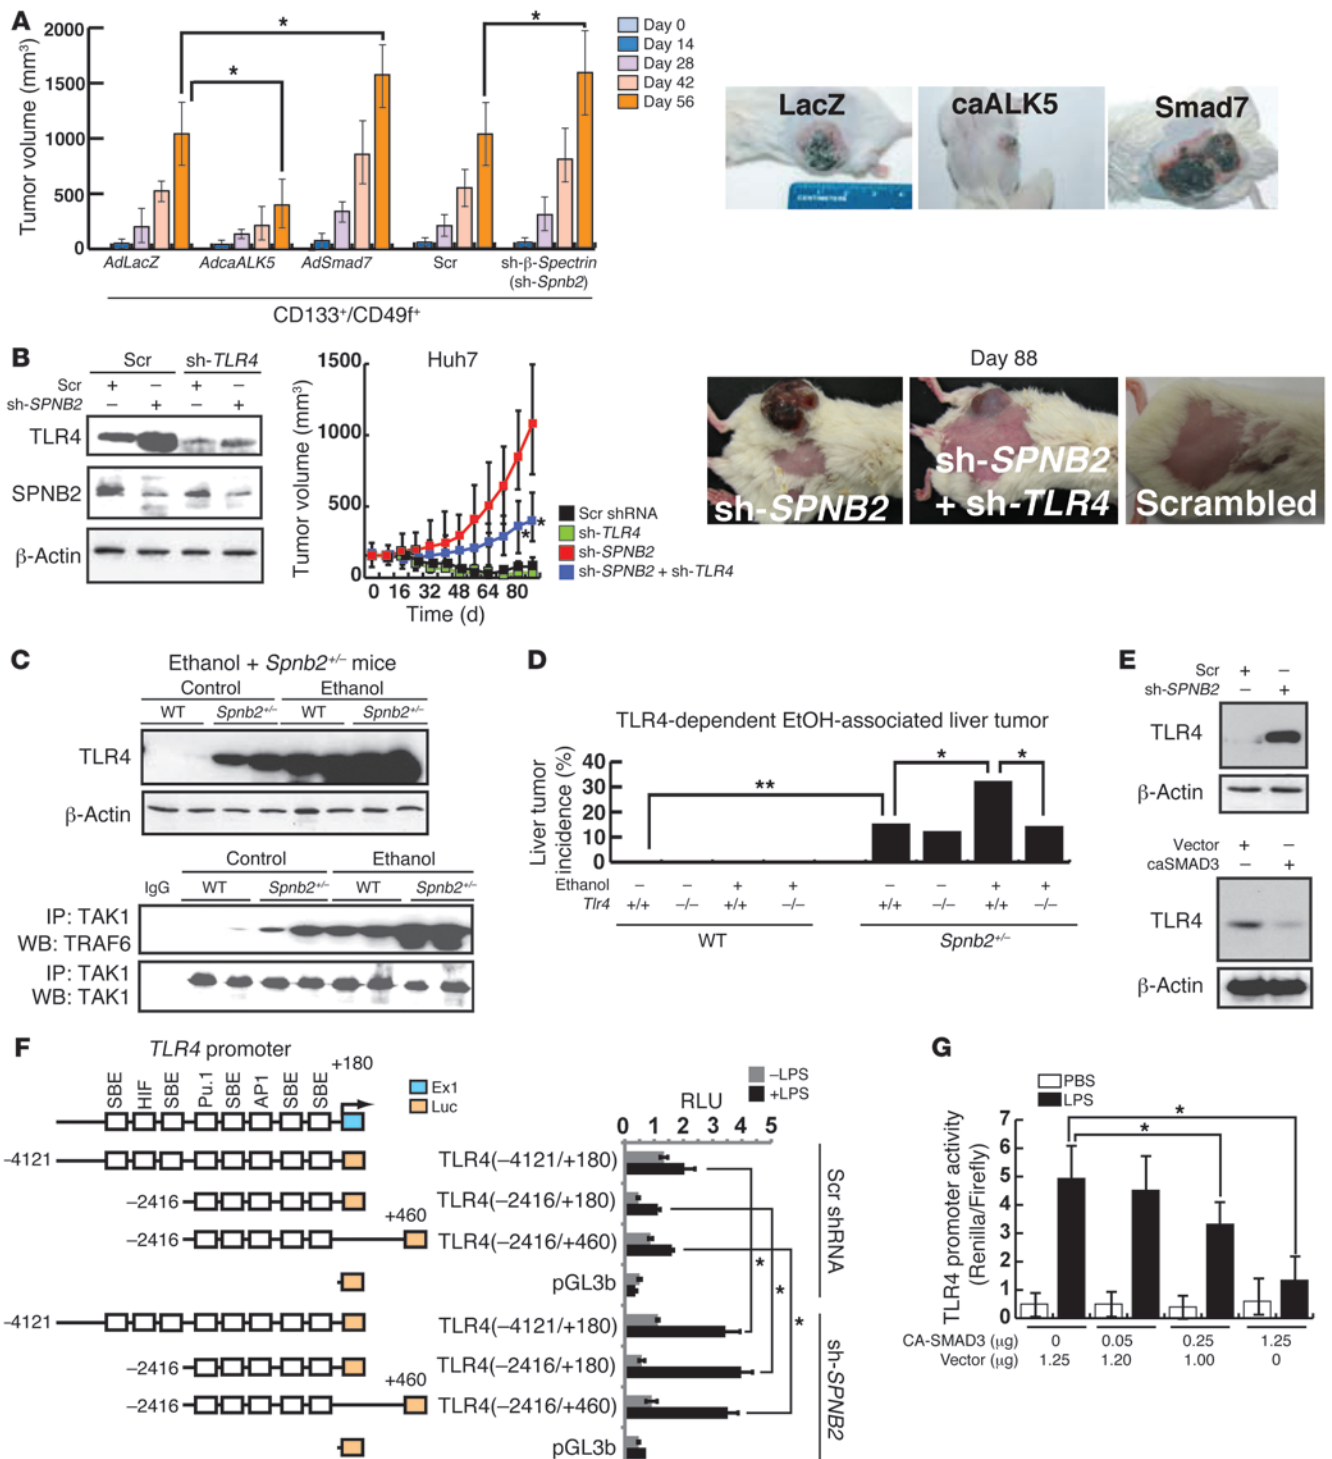 A
Tumor volume (mm³)
2000
1500
1000
500
0
*
*
*
Day 0
Day 14
Day 28
Day 42
Day 56
AdLacZ AdcaALK5 AdSmad7 Scr sh-β-Spectrin
(sh-Spnb2)
CD133⁺/CD49f⁺
LacZ
caALK5
Smad7
CENTIMETERS
B
Scr sh-TLR4
Scr + − + −
sh-SPNB2 − + − +
TLR4
SPNB2
β-Actin
Huh7
Tumor volume (mm³)
1500
1000
500
0
0 16 32 48 64 80
Time (d)
*
*
Scr shRNA
sh-TLR4
sh-SPNB2
sh-SPNB2 + sh-TLR4
Day 88
sh-SPNB2
sh-SPNB2
+ sh-TLR4
Scrambled
C
Ethanol + Spnb2⁺/⁻ mice
Control Ethanol
WT Spnb2⁺/⁻ WT Spnb2⁺/⁻
TLR4
β-Actin
Control Ethanol
IgG WT Spnb2⁺/⁻ WT Spnb2⁺/⁻
IP: TAK1
WB: TRAF6
IP: TAK1
WB: TAK1
D
TLR4-dependent EtOH-associated liver tumor
Liver tumor
incidence (%)
40
30
20
10
0
**
*
*
Ethanol − − + + − − + +
Tlr4 +/+ −/− +/+ −/− +/+ −/− +/+ −/−
WT Spnb2⁺/⁻
E
Scr + −
sh-SPNB2 − +
TLR4
β-Actin
Vector + −
caSMAD3 − +
TLR4
β-Actin
F
TLR4 promoter
+180
SBE HIF SBE Pu.1 SBE AP1 SBE SBE
Ex1
Luc
−4121
−2416
+460
−2416
−4121
−2416
+460
−2416
−LPS
+LPS
RLU
0 1 2 3 4 5
TLR4(−4121/+180)
TLR4(−2416/+180)
TLR4(−2416/+460)
pGL3b
TLR4(−4121/+180)
TLR4(−2416/+180)
TLR4(−2416/+460)
pGL3b
*
*
*
Scr shRNA
sh-SPNB2
G
PBS
LPS
TLR4 promoter activity
(Renilla/Firefly)
7
6
5
4
3
2
1
0
*
*
CA-SMAD3 (μg) 0 0.05 0.25 1.25
Vector (μg) 1.25 1.20 1.00 0